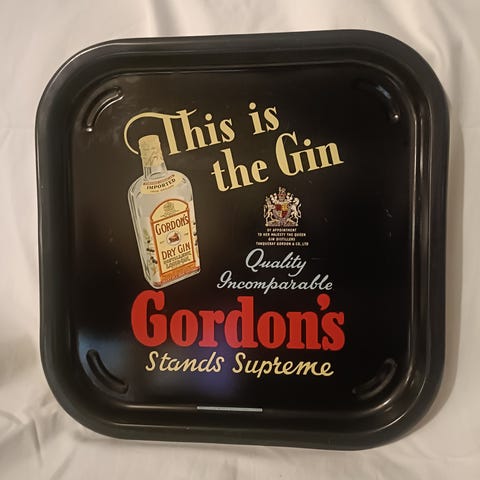 This is
the Gin
IMPORTED
GORDON'S
DRY GIN
BY APPOINTMENT
TO HER MAJESTY THE QUEEN
GIN DISTILLERS
TANQUERAY GORDON & CO. LTD
Quality
Incomparable
Gordon's
Stands Supreme